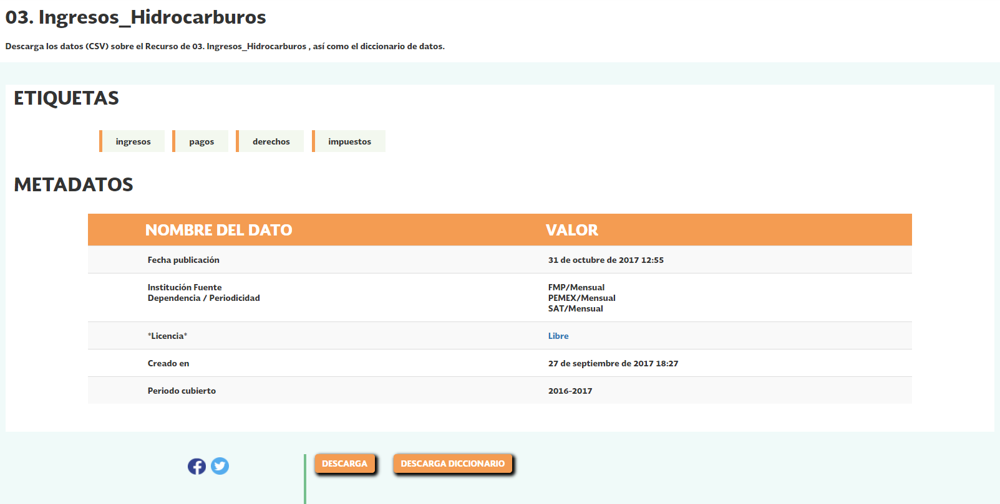 03. Ingresos_Hidrocarburos
Descarga los datos (CSV) sobre el Recurso de 03. Ingresos_Hidrocarburos , así como el diccionario de datos.
ETIQUETAS
ingresos pagos derechos impuestos
METADATOS
NOMBRE DEL DATO VALOR
Fecha publicación 31 de octubre de 2017 12:55
Institución Fuente FMP/Mensual
Dependencia / Periodicidad PEMEX/Mensual
SAT/Mensual
*Licencia* Libre
Creado en 27 de septiembre de 2017 18:27
Periodo cubierto 2016-2017
DESCARGA DESCARGA DICCIONARIO